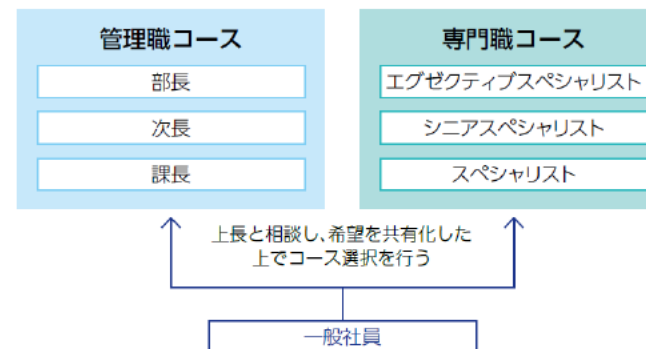 管理職コース
部長
次長
課長
専門職コース
エグゼクティブスペシャリスト
シニアスペシャリスト
スペシャリスト
上長と相談し、希望を共有化した
上でコース選択を行う
一般社員